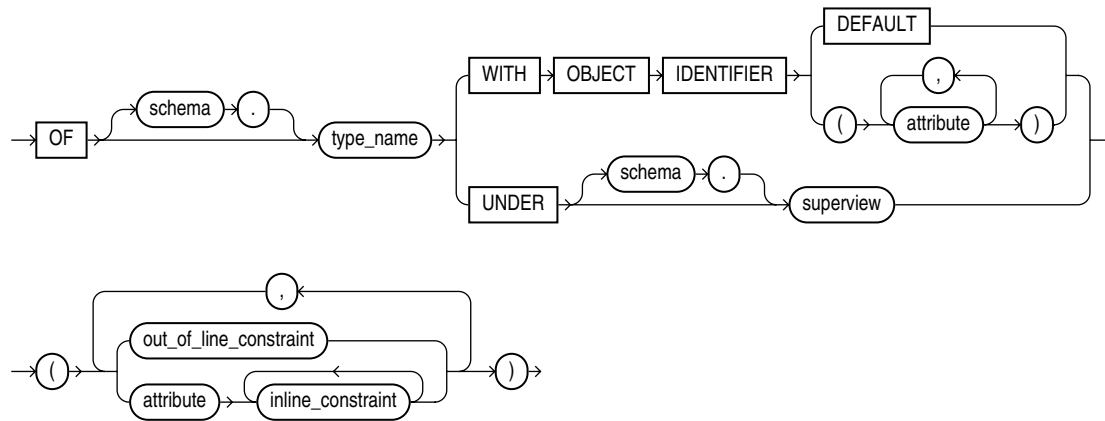 DEFAULT
,
WITH OBJECT IDENTIFIER
schema .
( attribute )
OF type_name
schema .
UNDER superview
,
out_of_line_constraint
( )
attribute inline_constraint